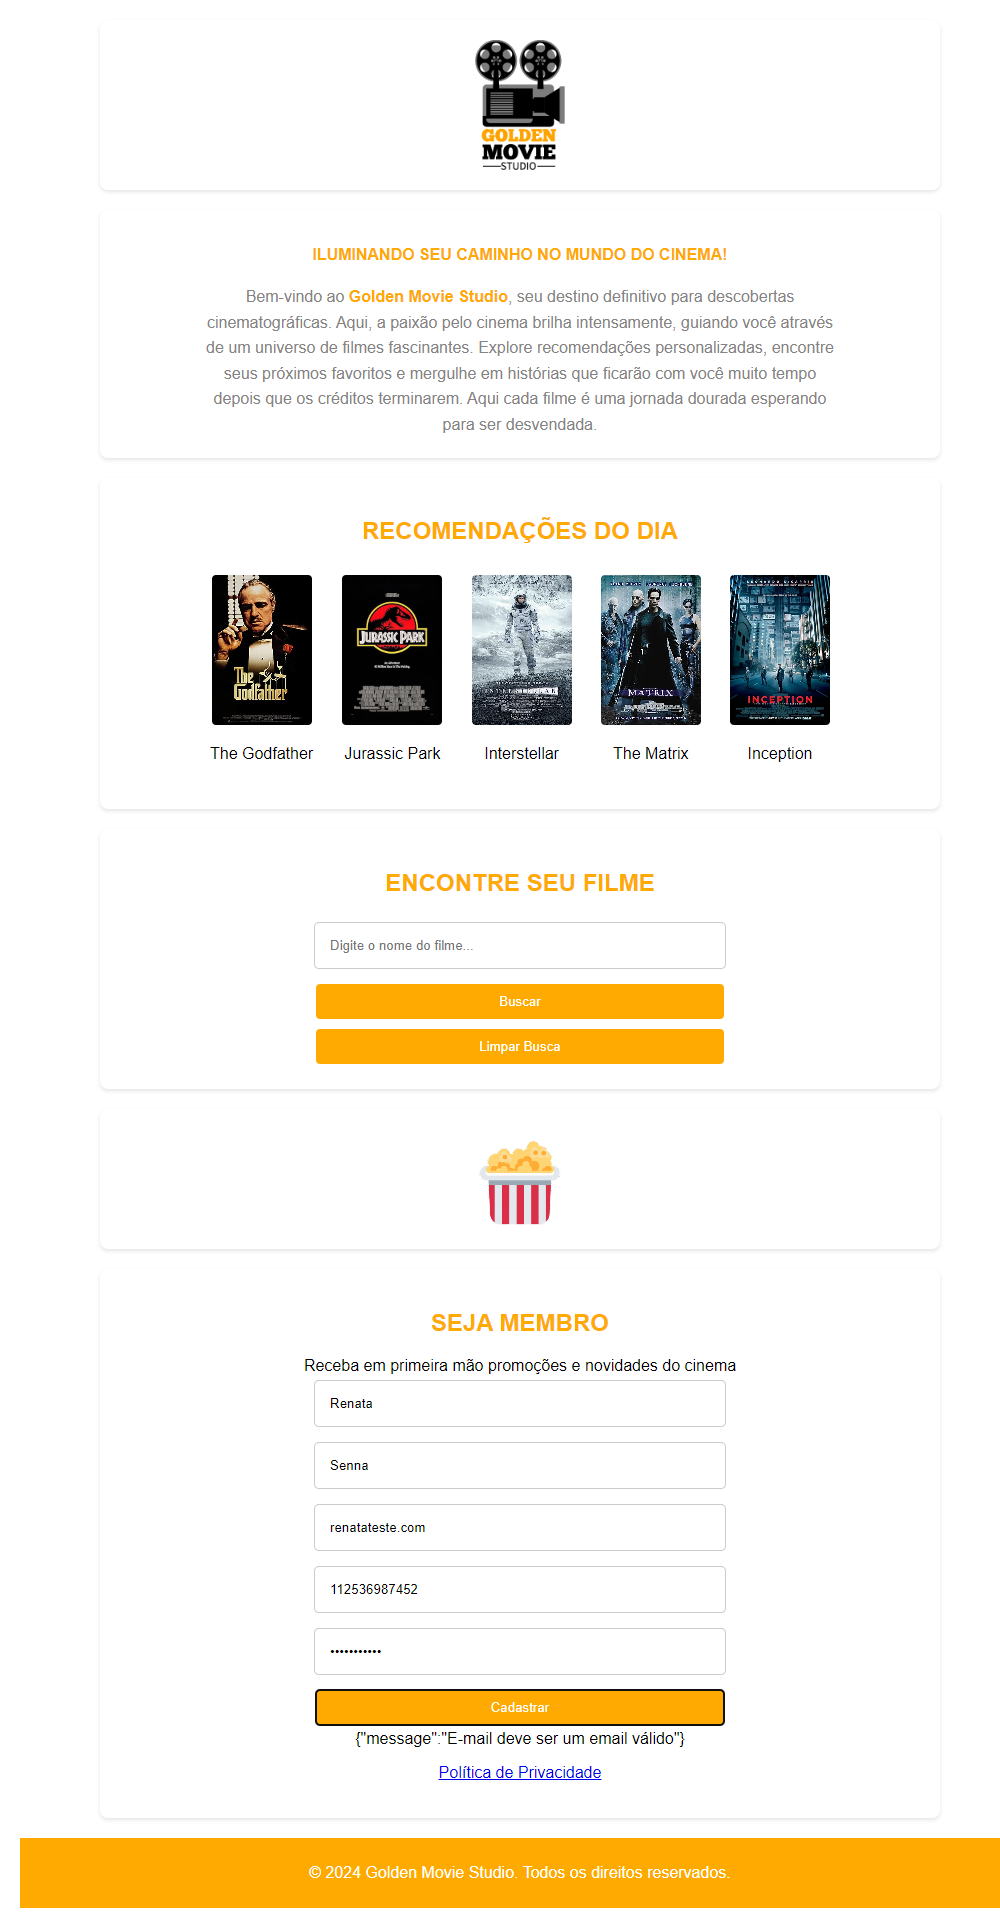 GOLDEN
MOVIE
STUDIO
ILUMINANDO SEU CAMINHO NO MUNDO DO CINEMA!
Bem-vindo ao Golden Movie Studio, seu destino definitivo para descobertas
cinematográficas. Aqui, a paixão pelo cinema brilha intensamente, guiando você através
de um universo de filmes fascinantes. Explore recomendações personalizadas, encontre
seus próximos favoritos e mergulhe em histórias que ficarão com você muito tempo
depois que os créditos terminarem. Aqui cada filme é uma jornada dourada esperando
para ser desvendada.
RECOMENDAÇÕES DO DIA
The
Godfather
JURASSIC PARK
MATRIX
INCEPTION
The Godfather
Jurassic Park
Interstellar
The Matrix
Inception
ENCONTRE SEU FILME
Digite o nome do filme...
Buscar
Limpar Busca
SEJA MEMBRO
Receba em primeira mão promoções e novidades do cinema
Renata
Senna
renatateste.com
112536987452
•••••••••••
Cadastrar
{"message":"E-mail deve ser um email válido"}
Política de Privacidade
© 2024 Golden Movie Studio. Todos os direitos reservados.